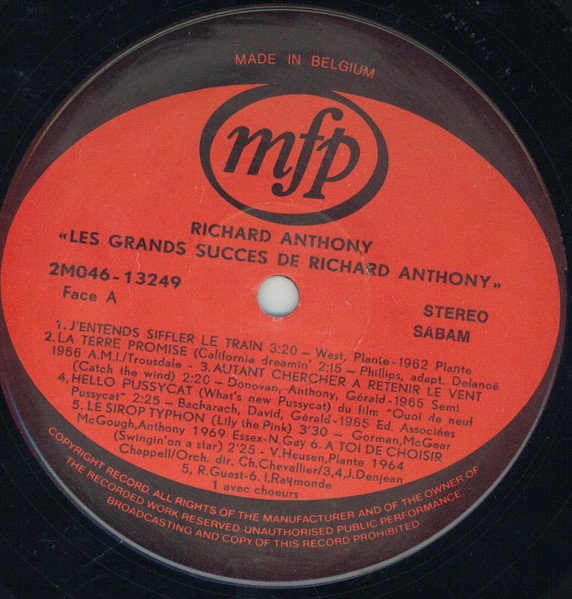 MADE IN BELGIUM
mfp
RICHARD ANTHONY
«LES GRANDS SUCCES DE RICHARD ANTHONY»
2M046-13249
Face A
STEREO
SABAM
1. J'ENTENDS SIFFLER LE TRAIN 3:20 - West, Plante-1962 Plante
2. LA TERRE PROMISE (California dreamin' 2:15 - Phillips, adapt. Delanoë
1966 A.M.I./Trousdale - 3. AUTANT CHERCHER A RETENIR LE VENT
(Catch the wind) 2:20 - Donovan, Anthony, Gérald-1965 Semi
4. HELLO PUSSYCAT (What's new Pussycat) du film "Quoi de neuf
Pussycat" 2:25 - Bacharach, David, Gérald-1965 Ed. Associées
5. LE SIROP TYPHON (Lily the Pink) 3'30 - Gorman, McGear
McGough, Anthony 1969 Essex-N.Gay 6. A TOI DE CHOISIR
(Swingin'on a star) 2'25 - V.Heusen, Plante 1964
Chappell/Orch. dir. Ch.Chevallier/3,4,J.Denjean
5, R.Guest-6. I.Raymonde
1 avec choeurs
COPYRIGHT RECORD. ALL RIGHTS OF THE MANUFACTURER AND OF THE OWNER OF
THE RECORDED WORK RESERVED. UNAUTHORISED PUBLIC PERFORMANCE.
BROADCASTING AND COPY OF THIS RECORD PROHIBITED